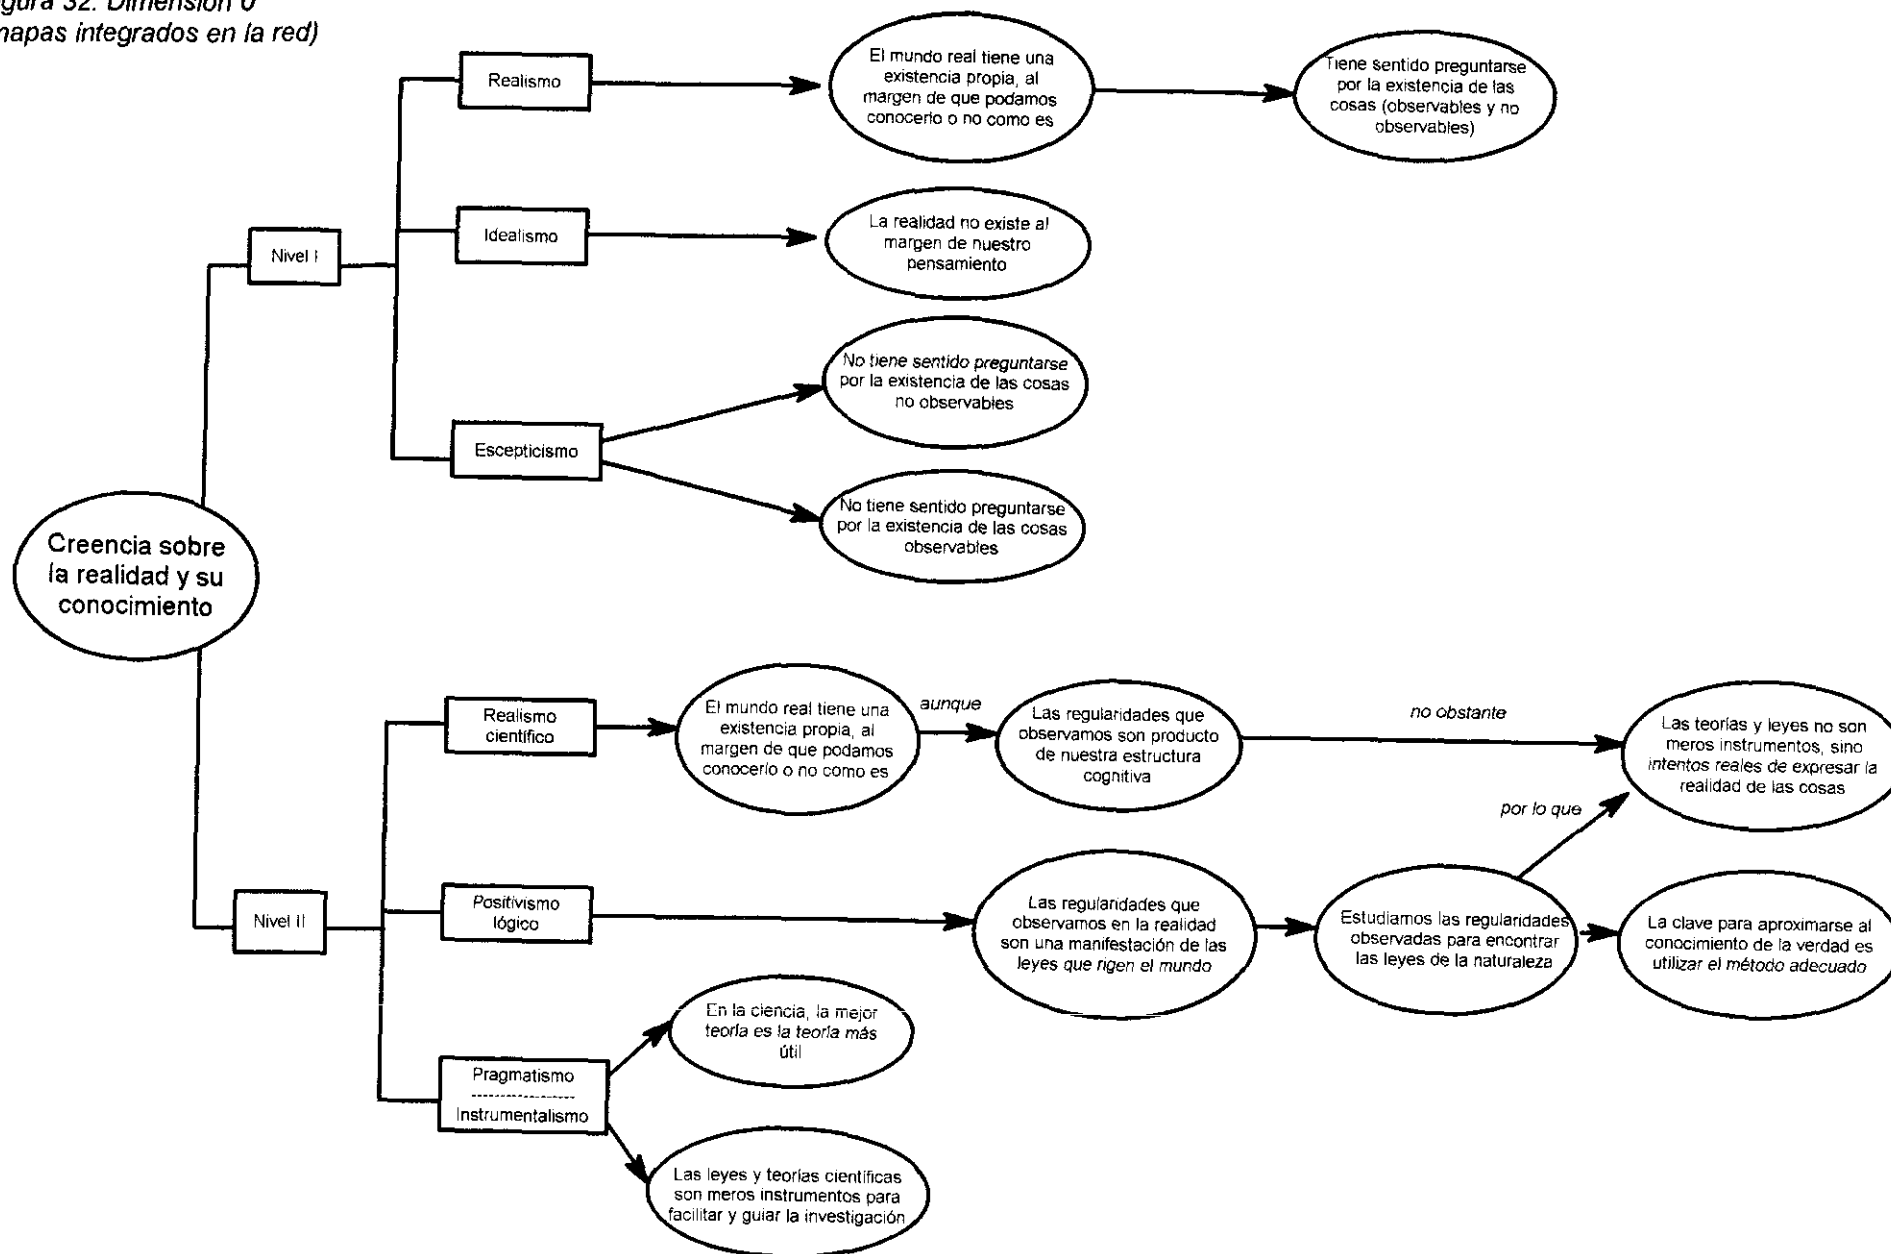 gura 32. Dimensión 0
mapas integrados en la red)
Realismo
El mundo real tiene una
existencia propia, al
margen de que podamos
conocerlo o no como es
Tiene sentido preguntarse
por la existencia de las
cosas (observables y no
observables)
Idealismo
La realidad no existe al
margen de nuestro
pensamiento
Nivel I
No tiene sentido preguntarse
por la existencia de las cosas
no observables
Escepticismo
No tiene sentido preguntarse
por la existencia de las cosas
observables
Creencia sobre
la realidad y su
conocimiento
Realismo
científico
El mundo real tiene una
existencia propia, al
margen de que podamos
conocerlo o no como es
aunque
Las regularidades que
observamos son producto
de nuestra estructura
cognitiva
no obstante
Las teorías y leyes no son
meros instrumentos, sino
intentos reales de expresar la
realidad de las cosas
por lo que
Nivel II
Positivismo
lógico
Las regularidades que
observamos en la realidad
son una manifestación de las
leyes que rigen el mundo
Estudiamos las regularidades
observadas para encontrar
las leyes de la naturaleza
La clave para aproximarse al
conocimiento de la verdad es
utilizar el método adecuado
En la ciencia, la mejor
teoría es la teoría más
útil
Pragmatismo
Instrumentalismo
Las leyes y teorías científicas
son meros instrumentos para
facilitar y guiar la investigación